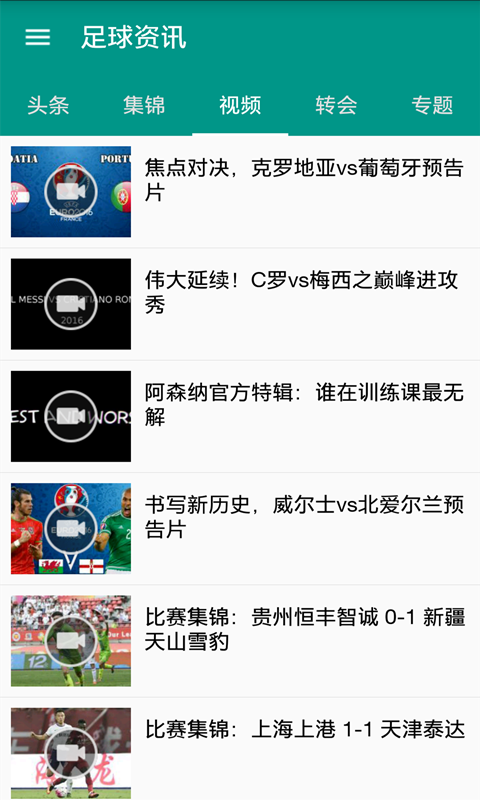 足球资讯
头条 集锦 视频 转会 专题
OATIA PORTU
EURO2016
FRANCE
焦点对决，克罗地亚vs葡萄牙预告
片
L MESSI VS CRISTIANO RON
2016
伟大延续！C罗vs梅西之巅峰进攻
秀
EST AND WORS
阿森纳官方特辑：谁在训练课最无
解
书写新历史，威尔士vs北爱尔兰预
告片
12
比赛集锦：贵州恒丰智诚 0-1 新疆
天山雪豹
比赛集锦：上海上港 1-1 天津泰达